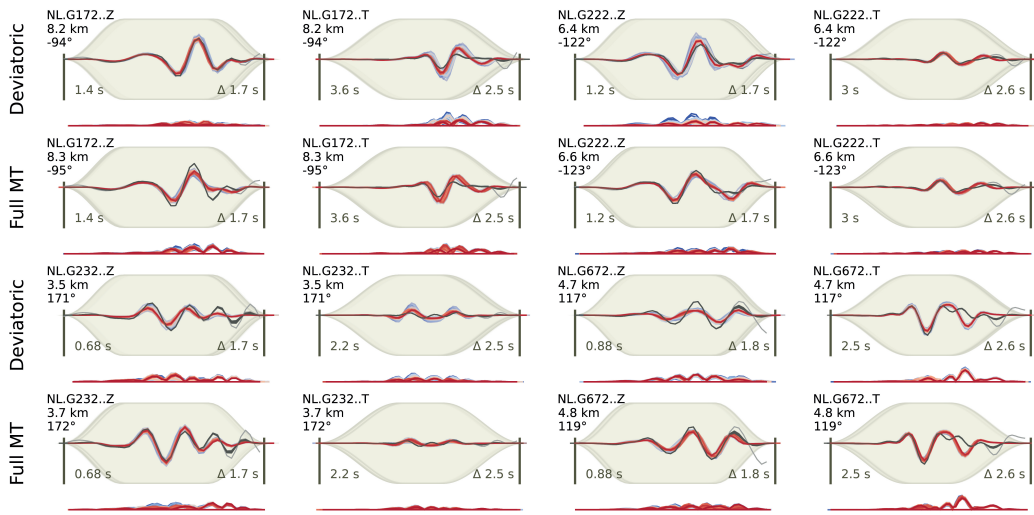 Deviatoric
NL.G172..Z
8.2 km
-94°
1.4 s
Δ 1.7 s
NL.G172..T
8.2 km
-94°
3.6 s
Δ 2.5 s
NL.G222..Z
6.4 km
-122°
1.2 s
Δ 1.7 s
NL.G222..T
6.4 km
-122°
3 s
Δ 2.6 s
Full MT
NL.G172..Z
8.3 km
-95°
1.4 s
Δ 1.7 s
NL.G172..T
8.3 km
-95°
3.6 s
Δ 2.5 s
NL.G222..Z
6.6 km
-123°
1.2 s
Δ 1.7 s
NL.G222..T
6.6 km
-123°
3 s
Δ 2.6 s
Deviatoric
NL.G232..Z
3.5 km
171°
0.68 s
Δ 1.7 s
NL.G232..T
3.5 km
171°
2.2 s
Δ 2.5 s
NL.G672..Z
4.7 km
117°
0.88 s
Δ 1.8 s
NL.G672..T
4.7 km
117°
2.5 s
Δ 2.6 s
Full MT
NL.G232..Z
3.7 km
172°
0.68 s
Δ 1.7 s
NL.G232..T
3.7 km
172°
2.2 s
Δ 2.5 s
NL.G672..Z
4.8 km
119°
0.88 s
Δ 1.8 s
NL.G672..T
4.8 km
119°
2.5 s
Δ 2.6 s